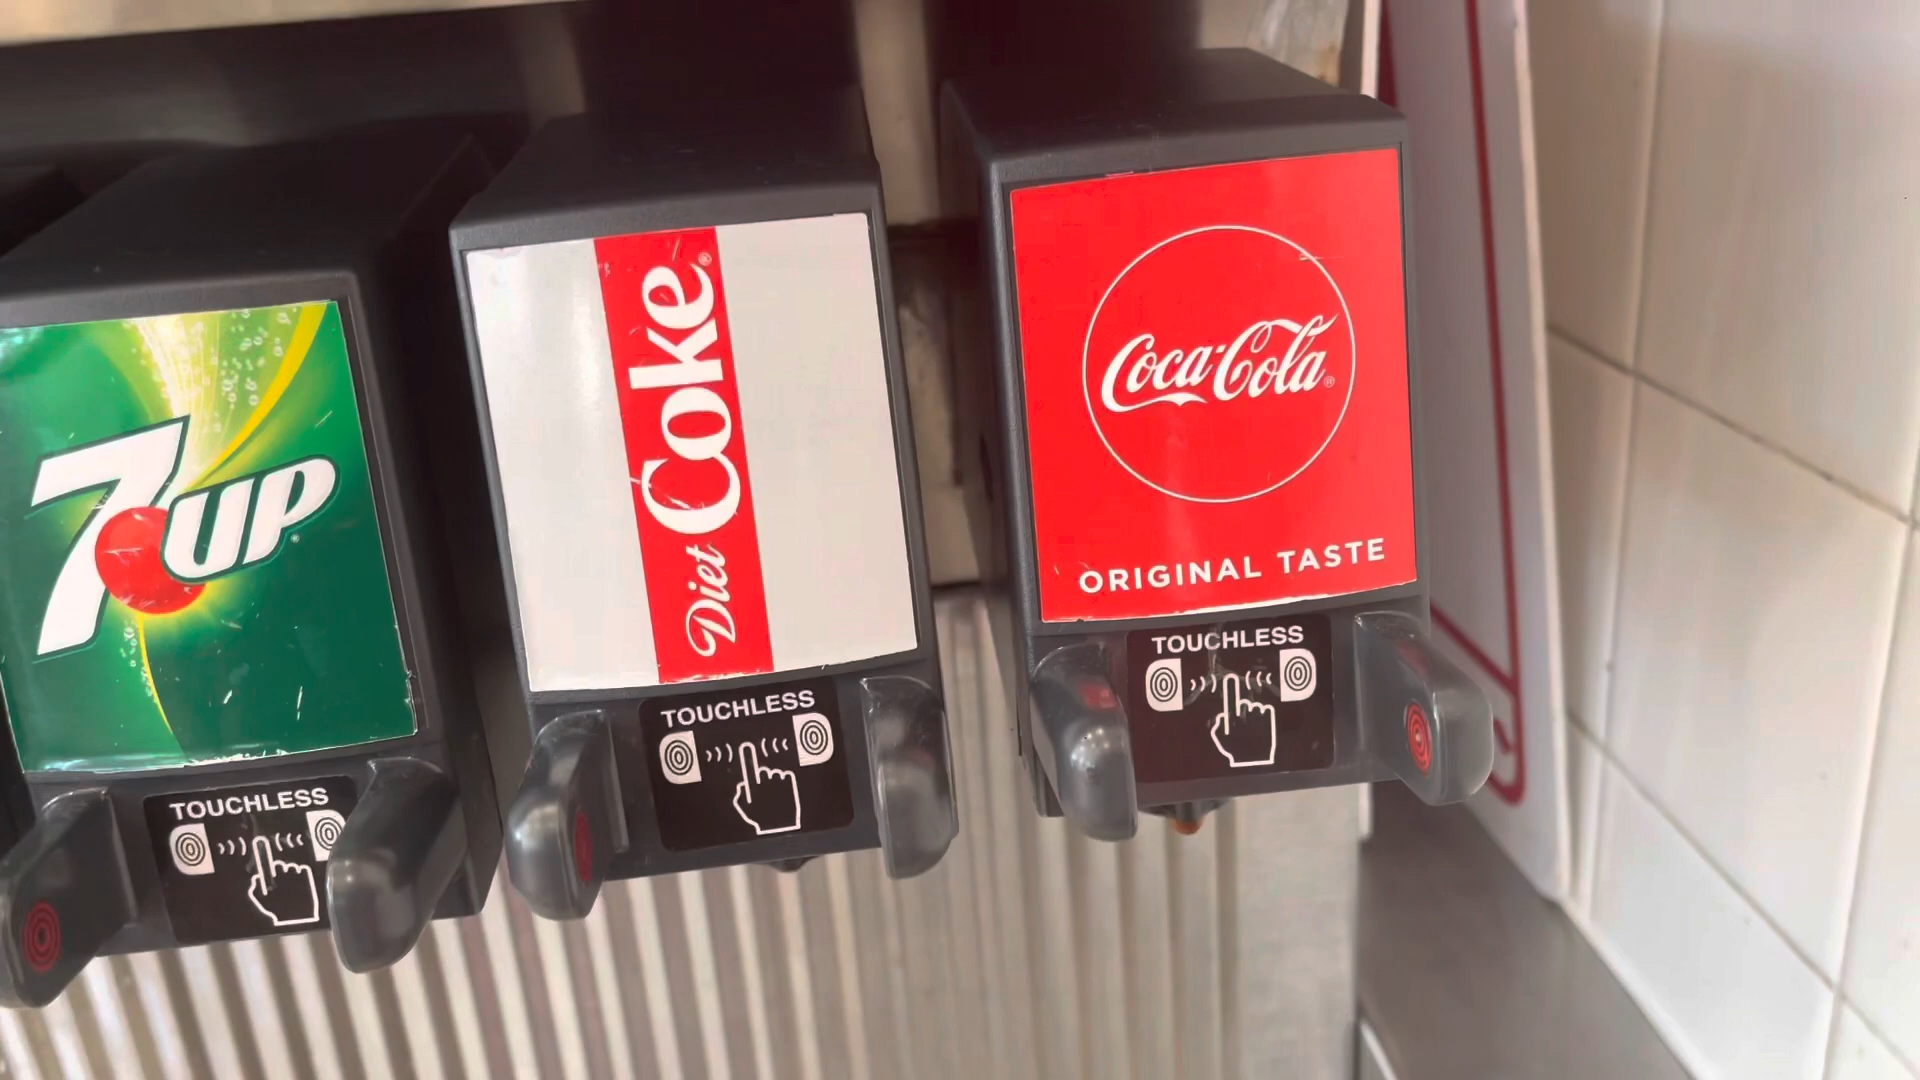 7UP
TOUCHLESS
Diet Coke®
TOUCHLESS
Coca-Cola®
ORIGINAL TASTE
TOUCHLESS